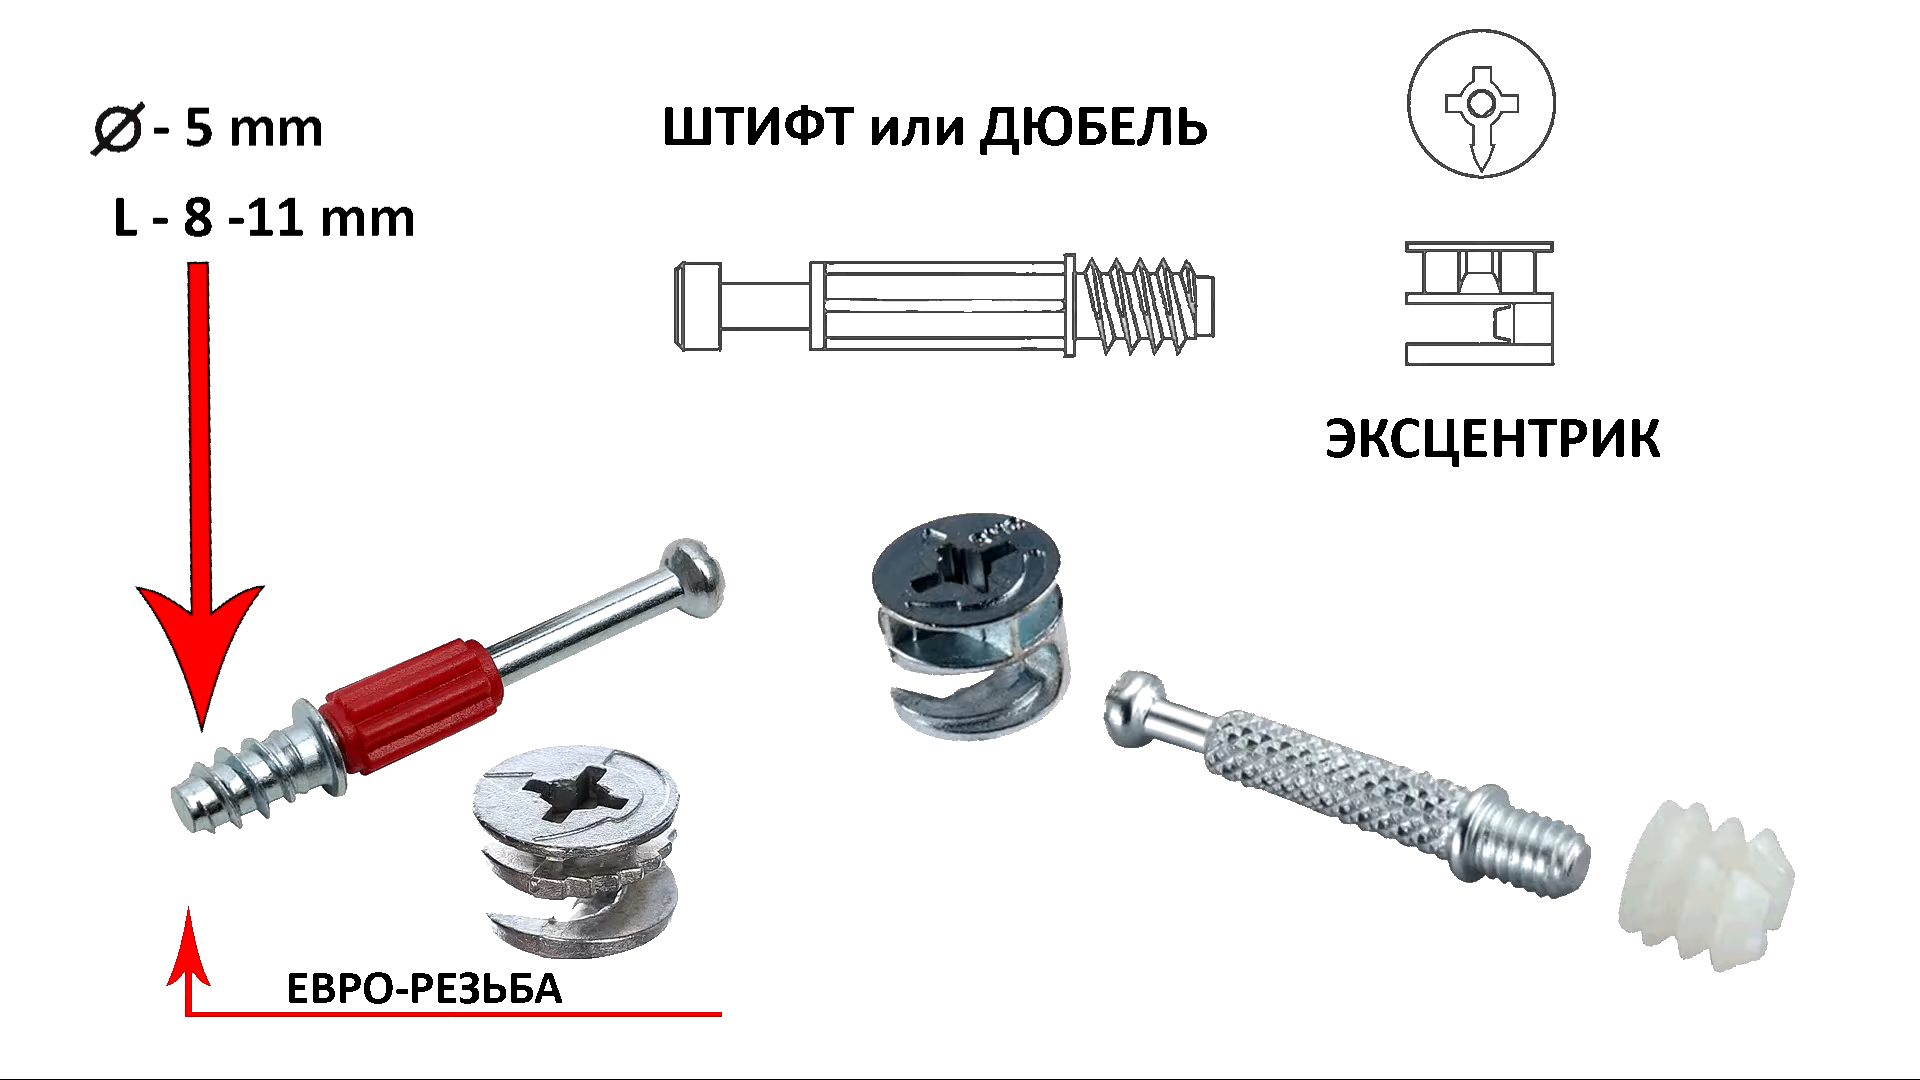 Ø - 5 mm
L - 8 -11 mm
ШТИФТ или ДЮБЕЛЬ
ЭКСЦЕНТРИК
ЕВРО-РЕЗЬБА